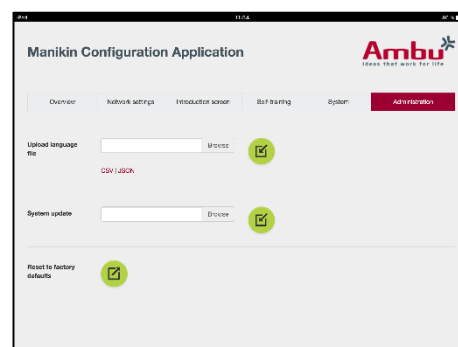 iPad 11:04
Manikin Configuration Application
Ambu
Ideas that work for life
Overview Network settings Introduction screen Self-training System Administration
Upload language
file
Browse
CSV | JSON
System update
Browse
Reset to factory
defaults